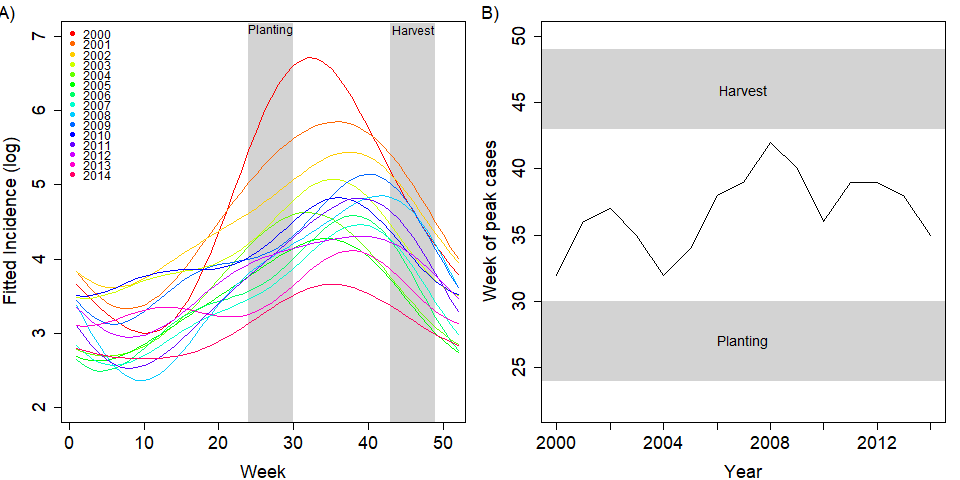 A)
Planting
Harvest
2000
2001
2002
2003
2004
2005
2006
2007
2008
2009
2010
2011
2012
2013
2014
7
6
5
4
3
2
Fitted Incidence (log)
0 10 20 30 40 50
Week
B)
50
45
40
35
30
25
Week of peak cases
Harvest
Planting
2000 2004 2008 2012
Year